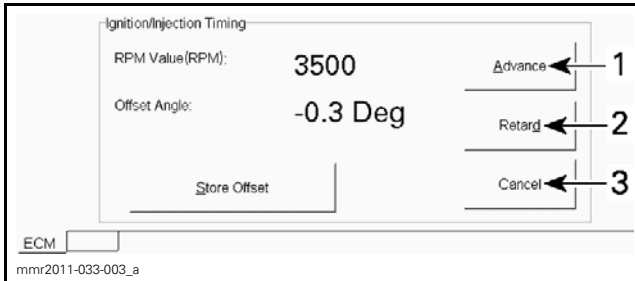 Ignition/Injection Timing
RPM Value(RPM): 3500
Advance 1
Offset Angle: -0.3 Deg
Retard 2
Store Offset
Cancel 3
ECM
mmr2011-033-003_a